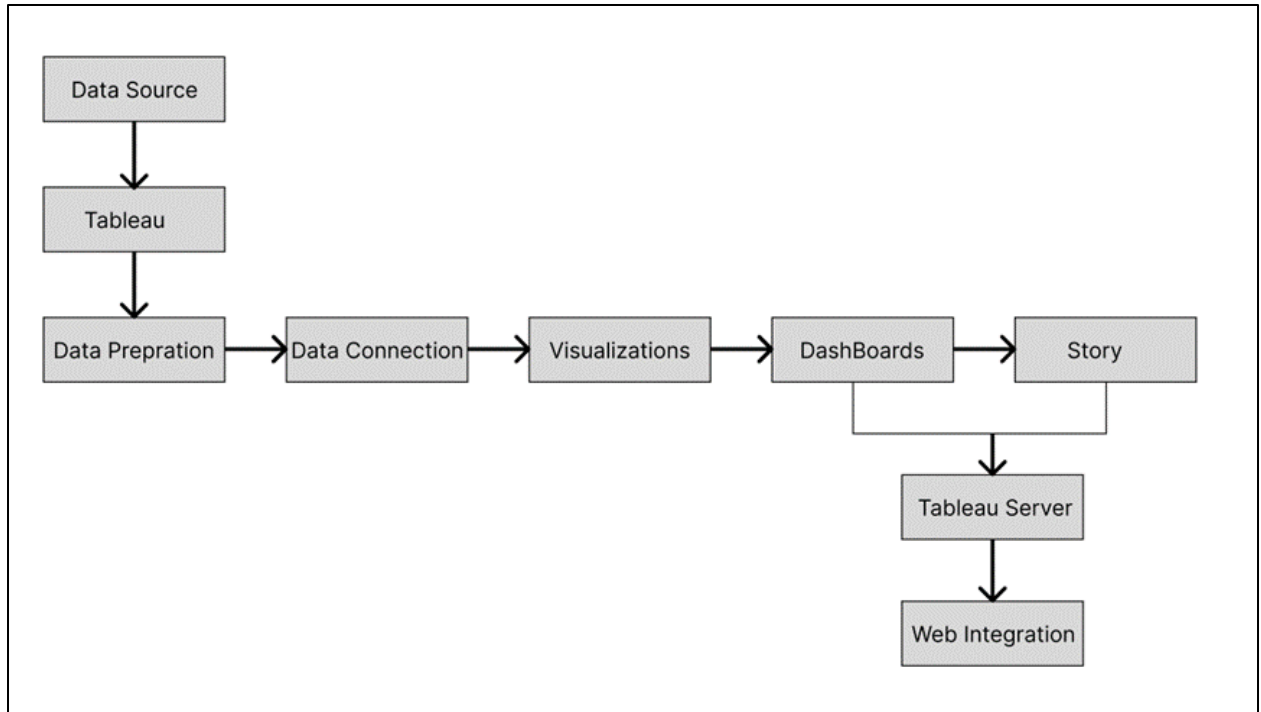 Data Source
Tableau
Data Prepration
Data Connection
Visualizations
DashBoards
Story
Tableau Server
Web Integration